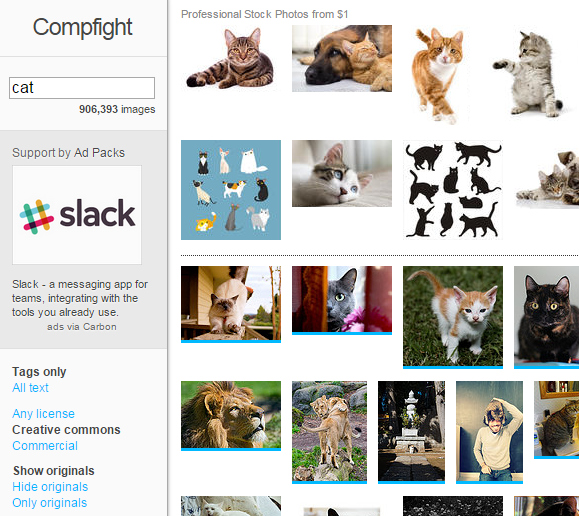 Compfight
cat
906,393 images
Support by Ad Packs
slack
Slack - a messaging app for
teams, integrating with the
tools you already use.
ads via Carbon
Tags only
All text
Any license
Creative commons
Commercial
Show originals
Hide originals
Only originals
Professional Stock Photos from $1